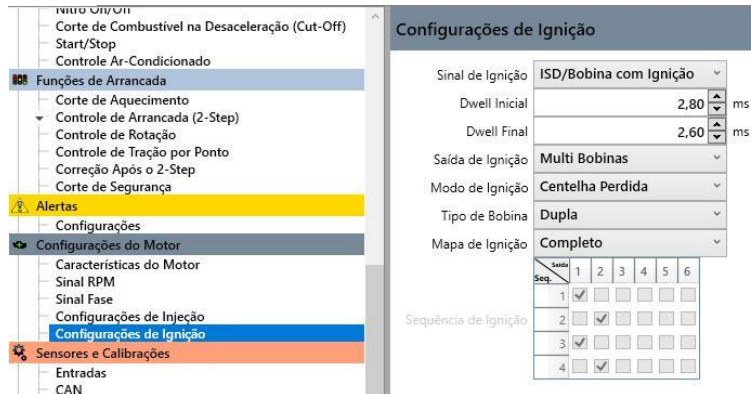 Nitro On/Off
Corte de Combustível na Desaceleração (Cut-Off)
Start/Stop
Controle Ar-Condicionado
Funções de Arrancada
Corte de Aquecimento
Controle de Arrancada (2-Step)
Controle de Rotação
Controle de Tração por Ponto
Correção Após o 2-Step
Corte de Segurança
Alertas
Configurações
Configurações do Motor
Características do Motor
Sinal RPM
Sinal Fase
Configurações de Injeção
Configurações de Ignição
Sensores e Calibrações
Entradas
CAN
Configurações de Ignição
Sinal de Ignição ISD/Bobina com Ignição
Dwell Inicial 2,80 ms
Dwell Final 2,60 ms
Saída de Ignição Multi Bobinas
Modo de Ignição Centelha Perdida
Tipo de Bobina Dupla
Mapa de Ignição Completo
Saída
Seq. 1 2 3 4 5 6
1
Sequência de Ignição 2
3
4